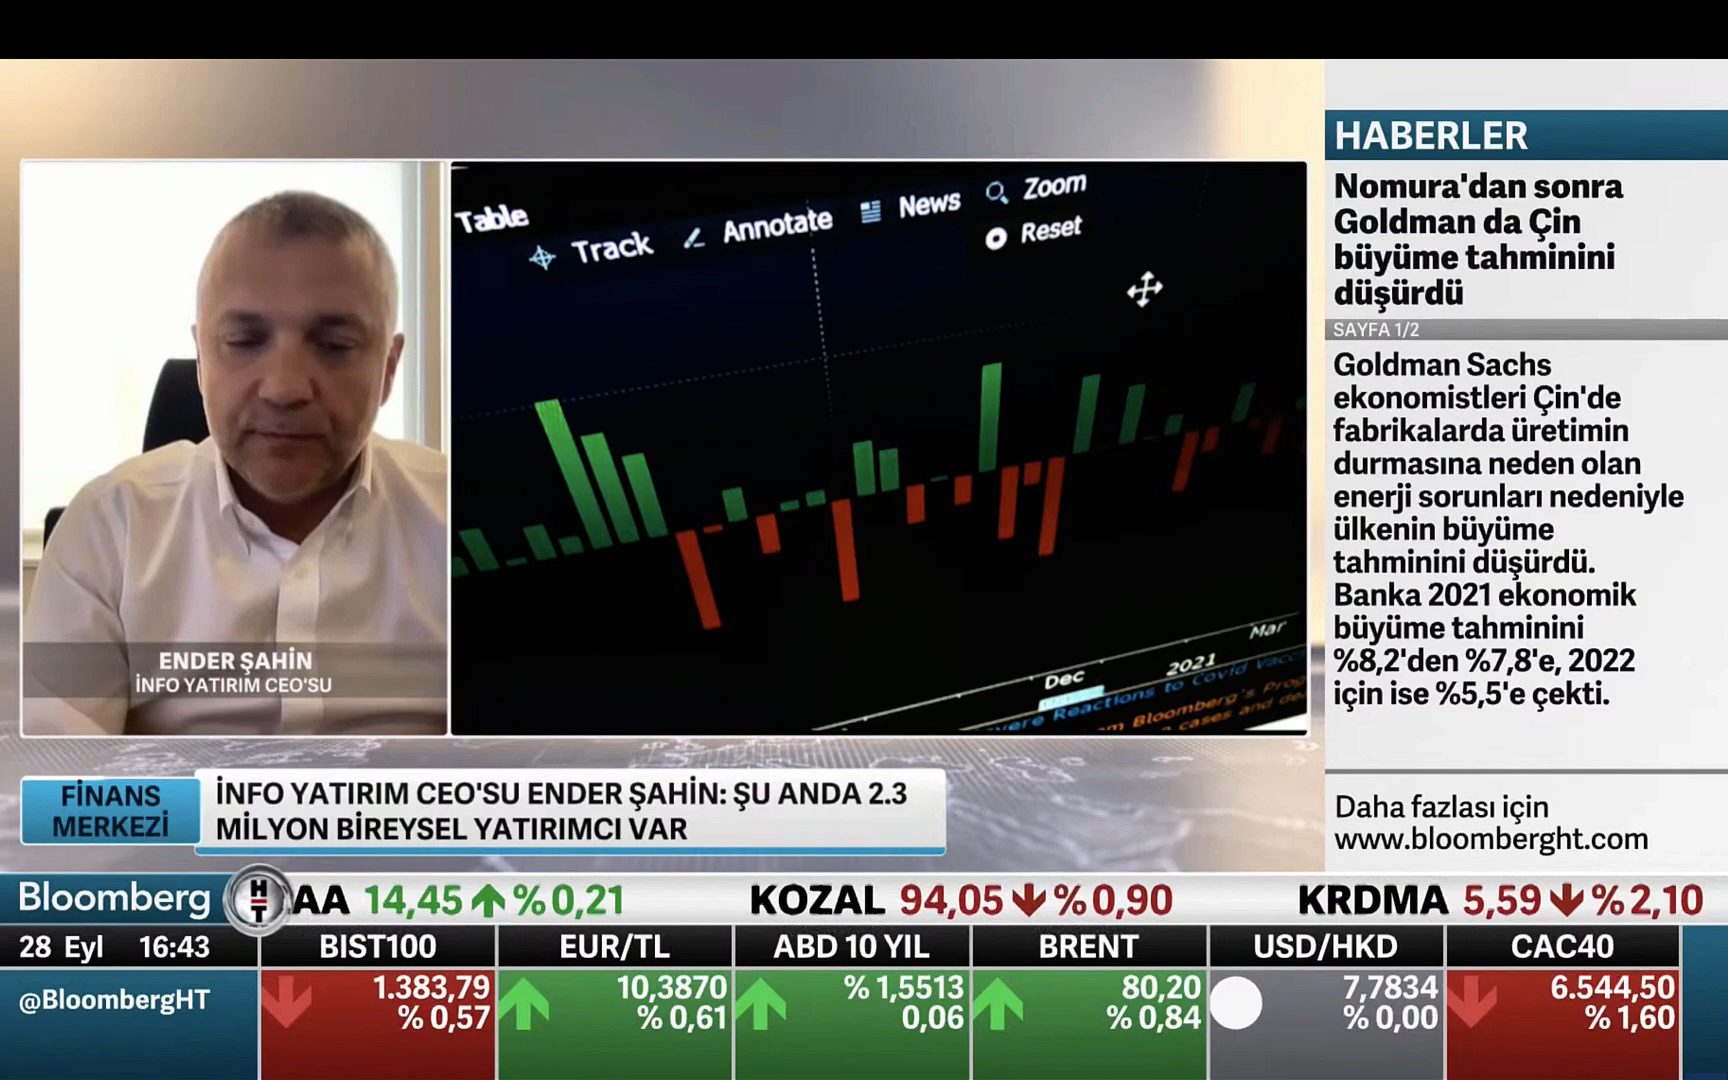 HABERLER
Nomura'dan sonra
Goldman da Çin
büyüme tahminini
düşürdü
SAYFA 1/2
Goldman Sachs
ekonomistleri Çin'de
fabrikalarda üretimin
durmasına neden olan
enerji sorunları nedeniyle
ülkenin büyüme
tahminini düşürdü.
Banka 2021 ekonomik
büyüme tahminini
%8,2'den %7,8'e, 2022
için ise %5,5'e çekti.
Daha fazlası için
www.bloomberght.com
Table
Track
Annotate
News
Zoom
Reset
Dec
2021
Mar
Reactions to Covid
Bloomberg's
cases and
ENDER ŞAHİN
İNFO YATIRIM CEO'SU
FİNANS
MERKEZİ
İNFO YATIRIM CEO'SU ENDER ŞAHİN: ŞU ANDA 2.3
MİLYON BİREYSEL YATIRIMCI VAR
Bloomberg HT
AA 14,45 %0,21 KOZAL 94,05 %0,90 KRDMA 5,59 %2,10
28 Eyl 16:43
@BloombergHT
BIST100
1.383,79
% 0,57
EUR/TL
10,3870
% 0,61
ABD 10 YIL
% 1,5513
0,06
BRENT
80,20
% 0,84
USD/HKD
7,7834
% 0,00
CAC40
6.544,50
% 1,60